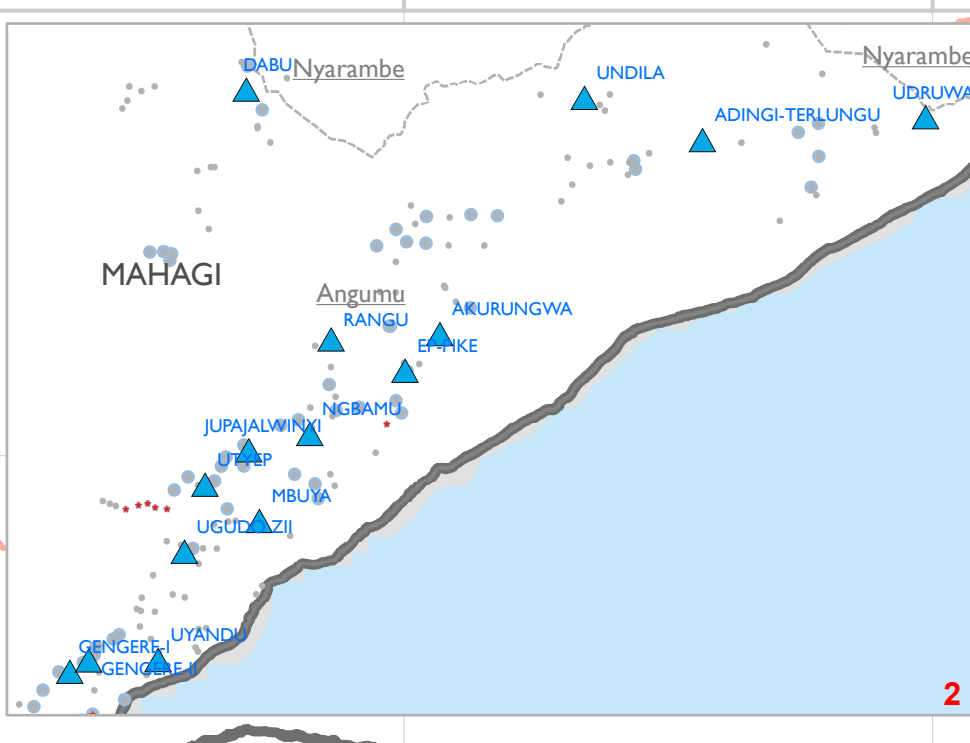 Nyarambe
DABU
Nyarambe
UNDILA
UDRUWA
ADINGI-TERLUNGU
MAHAGI
Angumu
RANGU
AKURUNGWA
EP-FIKE
NGBAMU
JUPAJALWINYI
UTYEP
MBUYA
UGUDO ZII
UYANDU
GENGERE-I
GENGERE-II
2